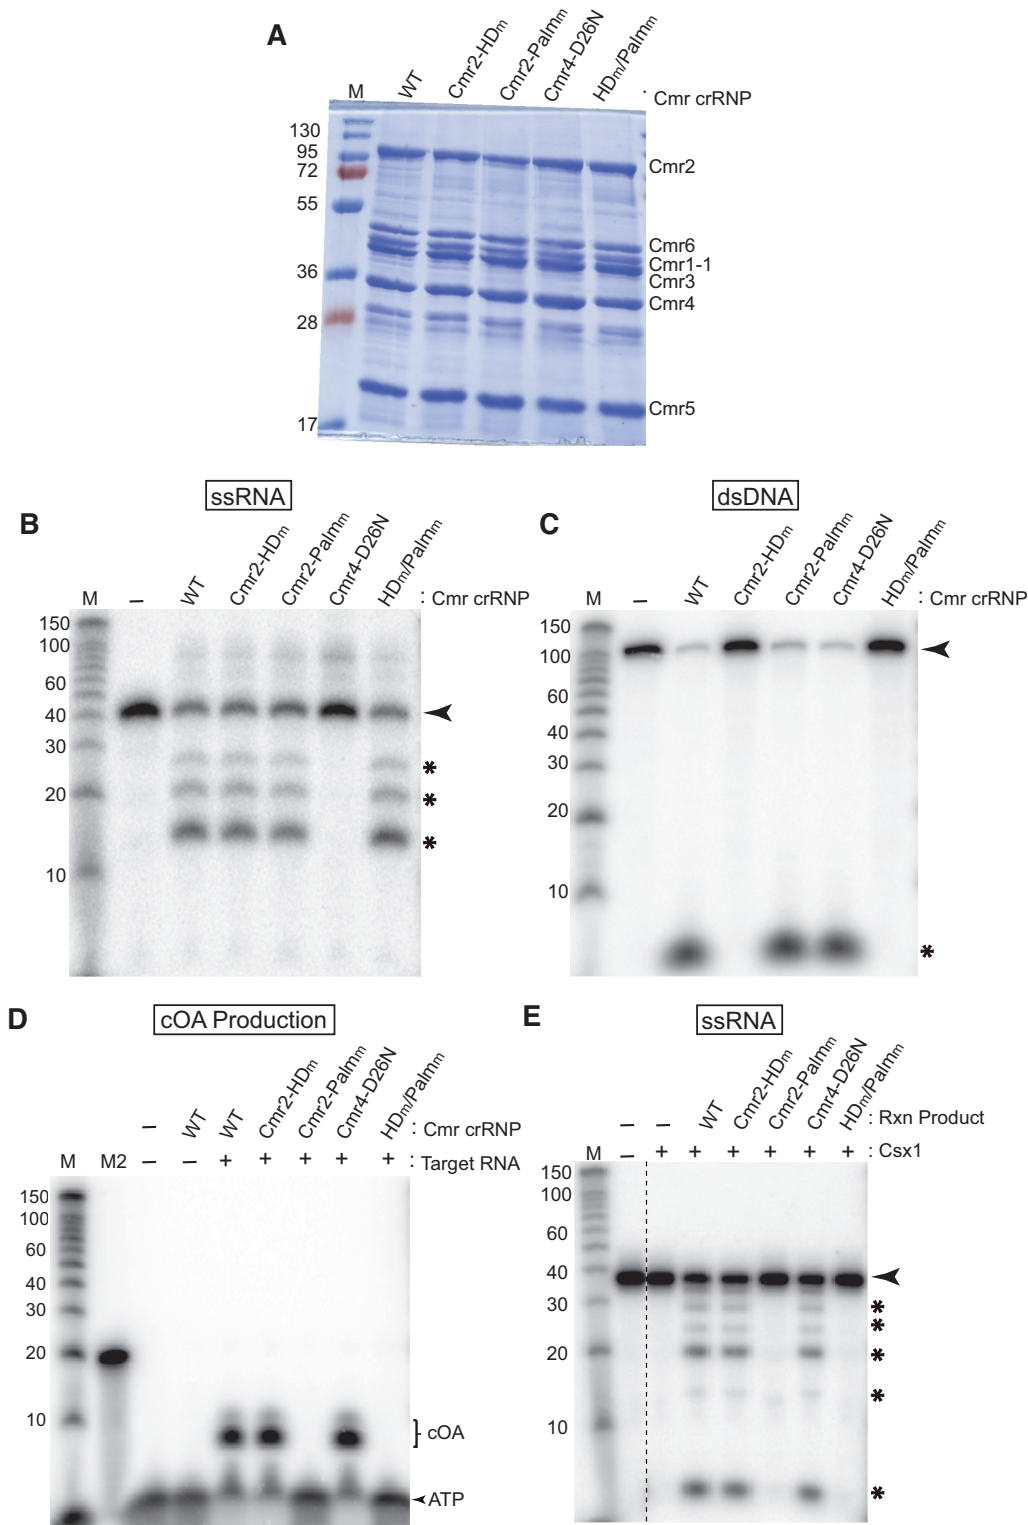 A
M WT Cmr2-HDm Cmr2-Palmm Cmr4-D26N HDm/Palmm : Cmr crRNP
130
95
72
55
36
28
17
Cmr2
Cmr6
Cmr1-1
Cmr3
Cmr4
Cmr5
B
ssRNA
M – WT Cmr2-HDm Cmr2-Palmm Cmr4-D26N HDm/Palmm : Cmr crRNP
150
100
60
40
30
20
10
*
*
*
C
dsDNA
M – WT Cmr2-HDm Cmr2-Palmm Cmr4-D26N HDm/Palmm : Cmr crRNP
150
100
60
40
30
20
10
*
D
cOA Production
– WT WT Cmr2-HDm Cmr2-Palmm Cmr4-D26N HDm/Palmm : Cmr crRNP
M M2 – – + + + + + : Target RNA
150
100
60
40
30
20
10
cOA
ATP
E
ssRNA
– – WT Cmr2-HDm Cmr2-Palmm Cmr4-D26N HDm/Palmm : Rxn Product
M – + + + + + + : Csx1
150
100
60
40
30
20
10
*
*
*
*
*